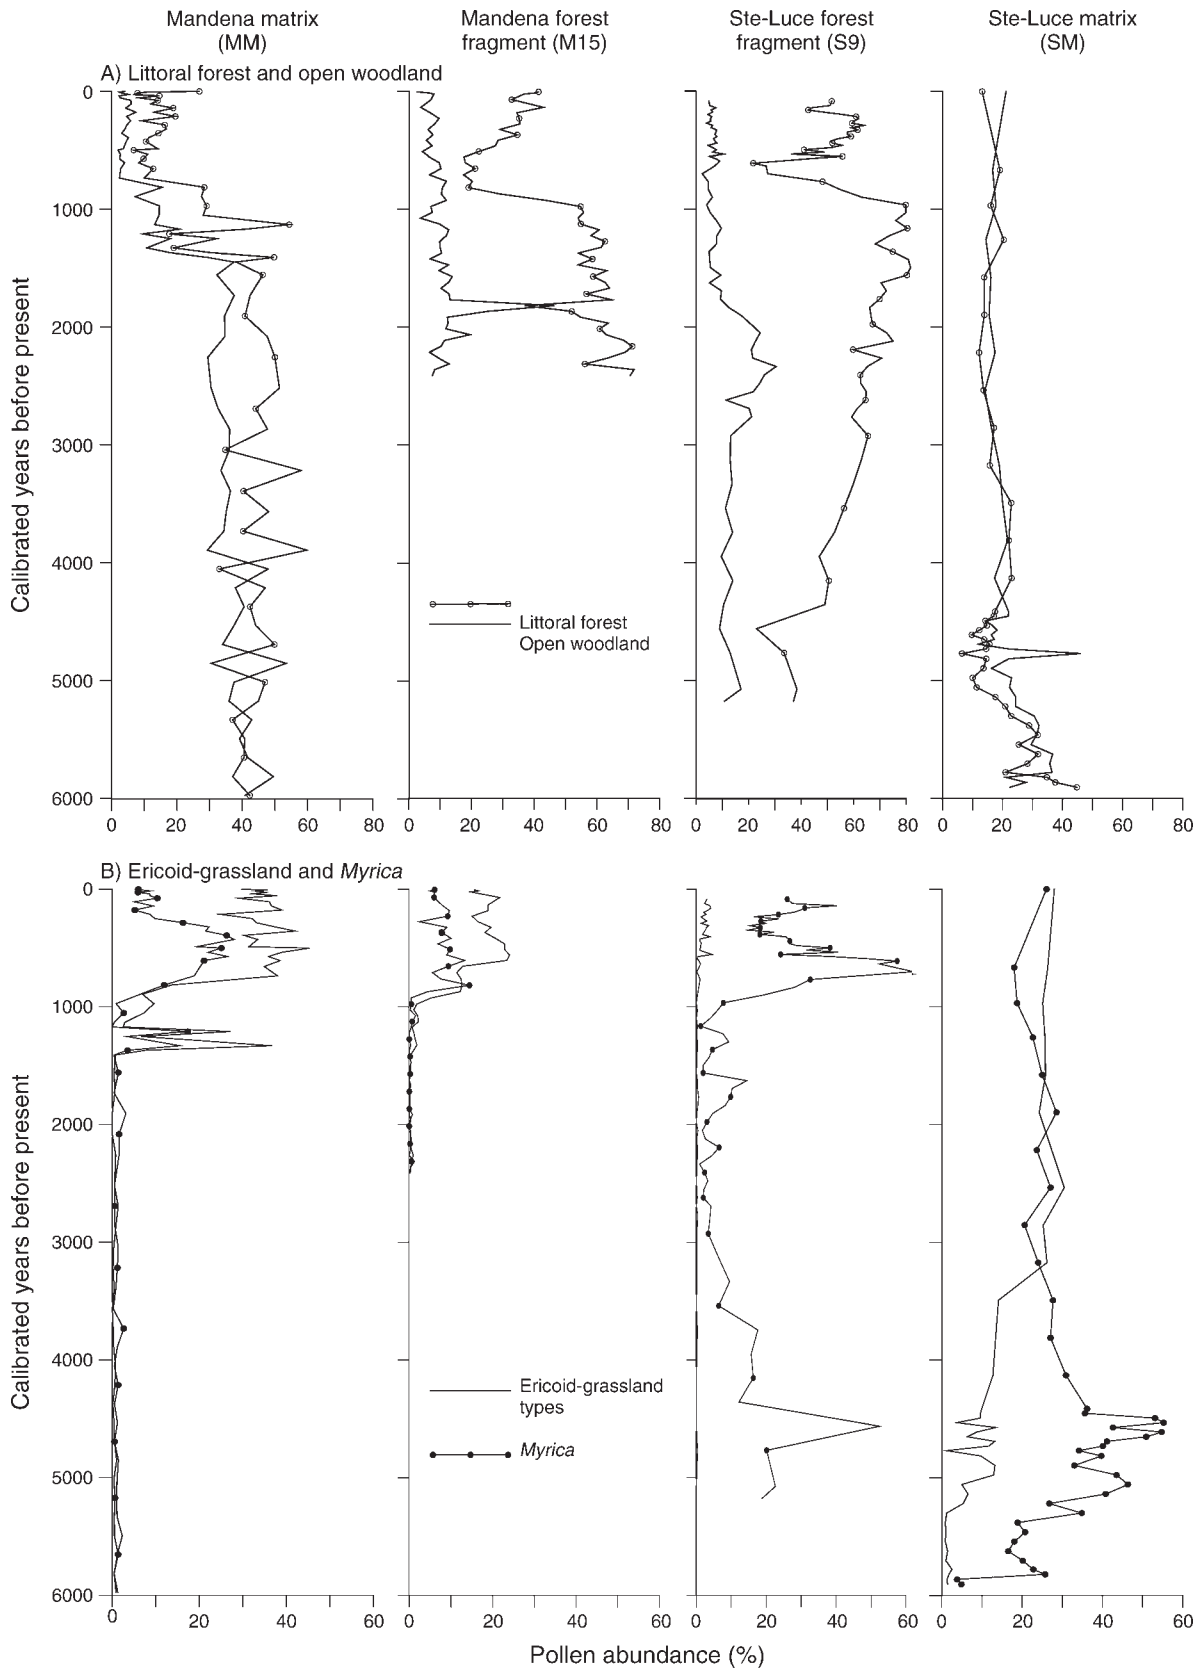 Mandena matrix
(MM)
Mandena forest
fragment (M15)
Ste-Luce forest
fragment (S9)
Ste-Luce matrix
(SM)
A) Littoral forest and open woodland
0
1000
2000
3000
4000
5000
6000
Calibrated years before present
Littoral forest
Open woodland
0 20 40 60 80
0 20 40 60 80
0 20 40 60 80
0 20 40 60 80
B) Ericoid-grassland and Myrica
0
1000
2000
3000
4000
5000
6000
Calibrated years before present
Ericoid-grassland
types
Myrica
0 20 40 60
0 20 40 60
0 20 40 60
0 20 40 60
Pollen abundance (%)